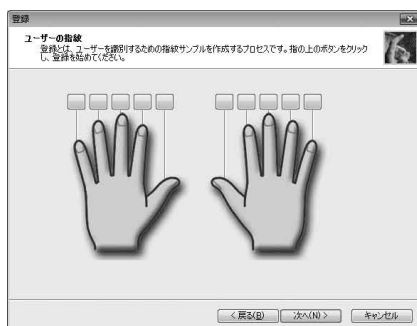 登録
ユーザーの指紋
登録とは、ユーザーを識別するための指紋サンプルを作成するプロセスです。指の上のボタンをクリック
し、登録を始めてください。
< 戻る(B)
次へ(N) >
キャンセル